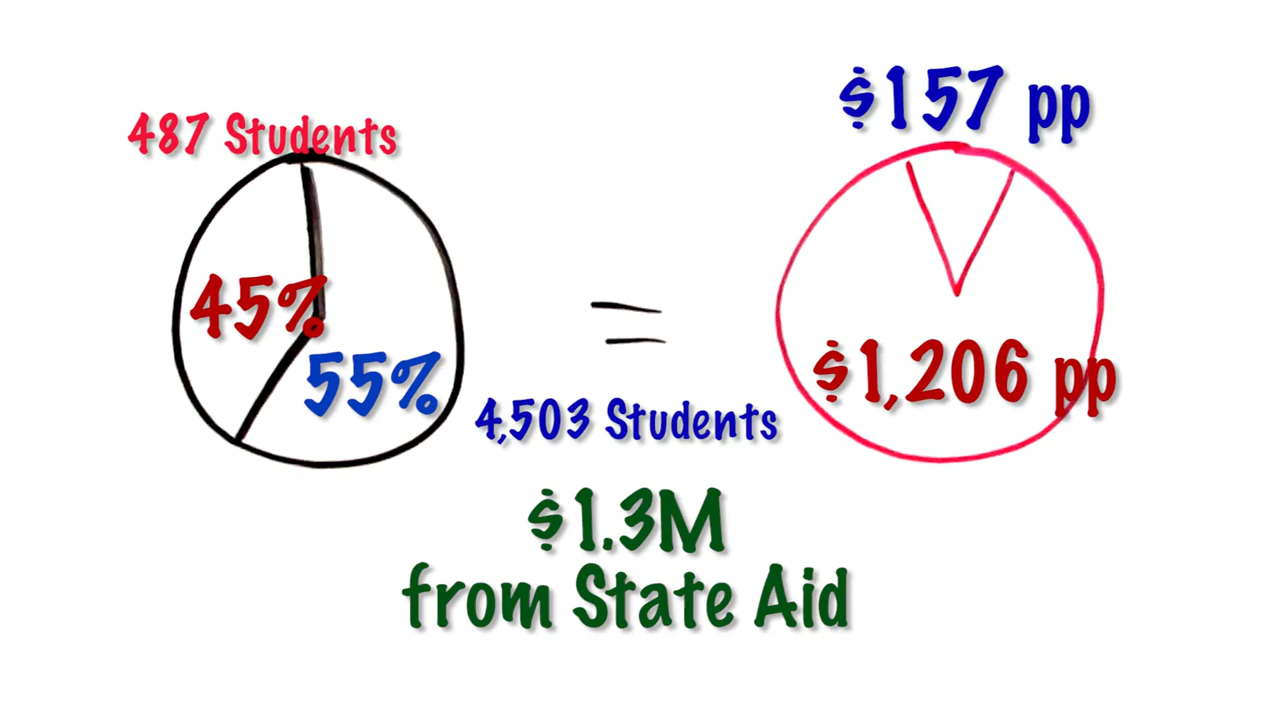 $157 pp
487 Students
45%
55%
=
$1,206 pp
4,503 Students
$1.3M
from State Aid